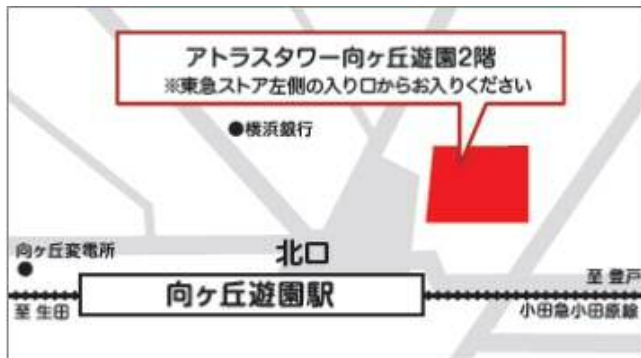 アトラスタワー向ヶ丘遊園2階
※東急ストア左側の入り口からお入りください
●横浜銀行
向ヶ丘変電所
北口
向ヶ丘遊園駅
至 登戸
至 生田
小田急小田原線